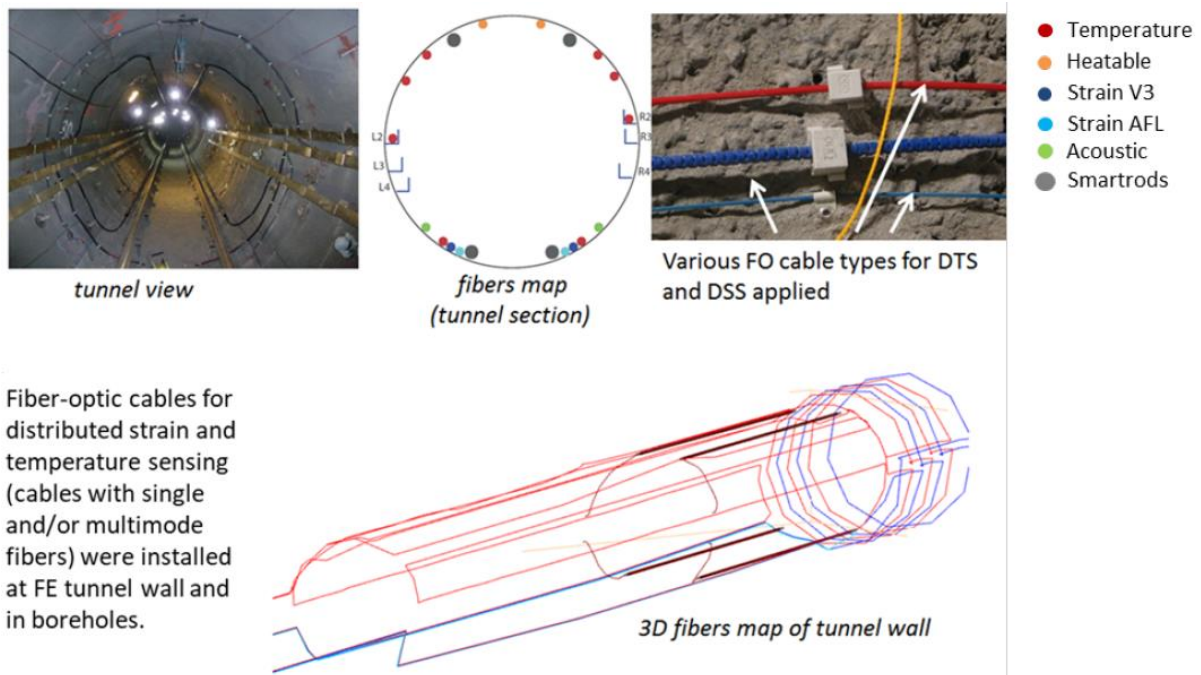 Temperature
Heatable
Strain V3
Strain AFL
Acoustic
Smartrods
L2
L3
L4
R2
R3
R4
tunnel view
fibers map
(tunnel section)
Various FO cable types for DTS
and DSS applied
Fiber-optic cables for
distributed strain and
temperature sensing
(cables with single
and/or multimode
fibers) were installed
at FE tunnel wall and
in boreholes.
3D fibers map of tunnel wall